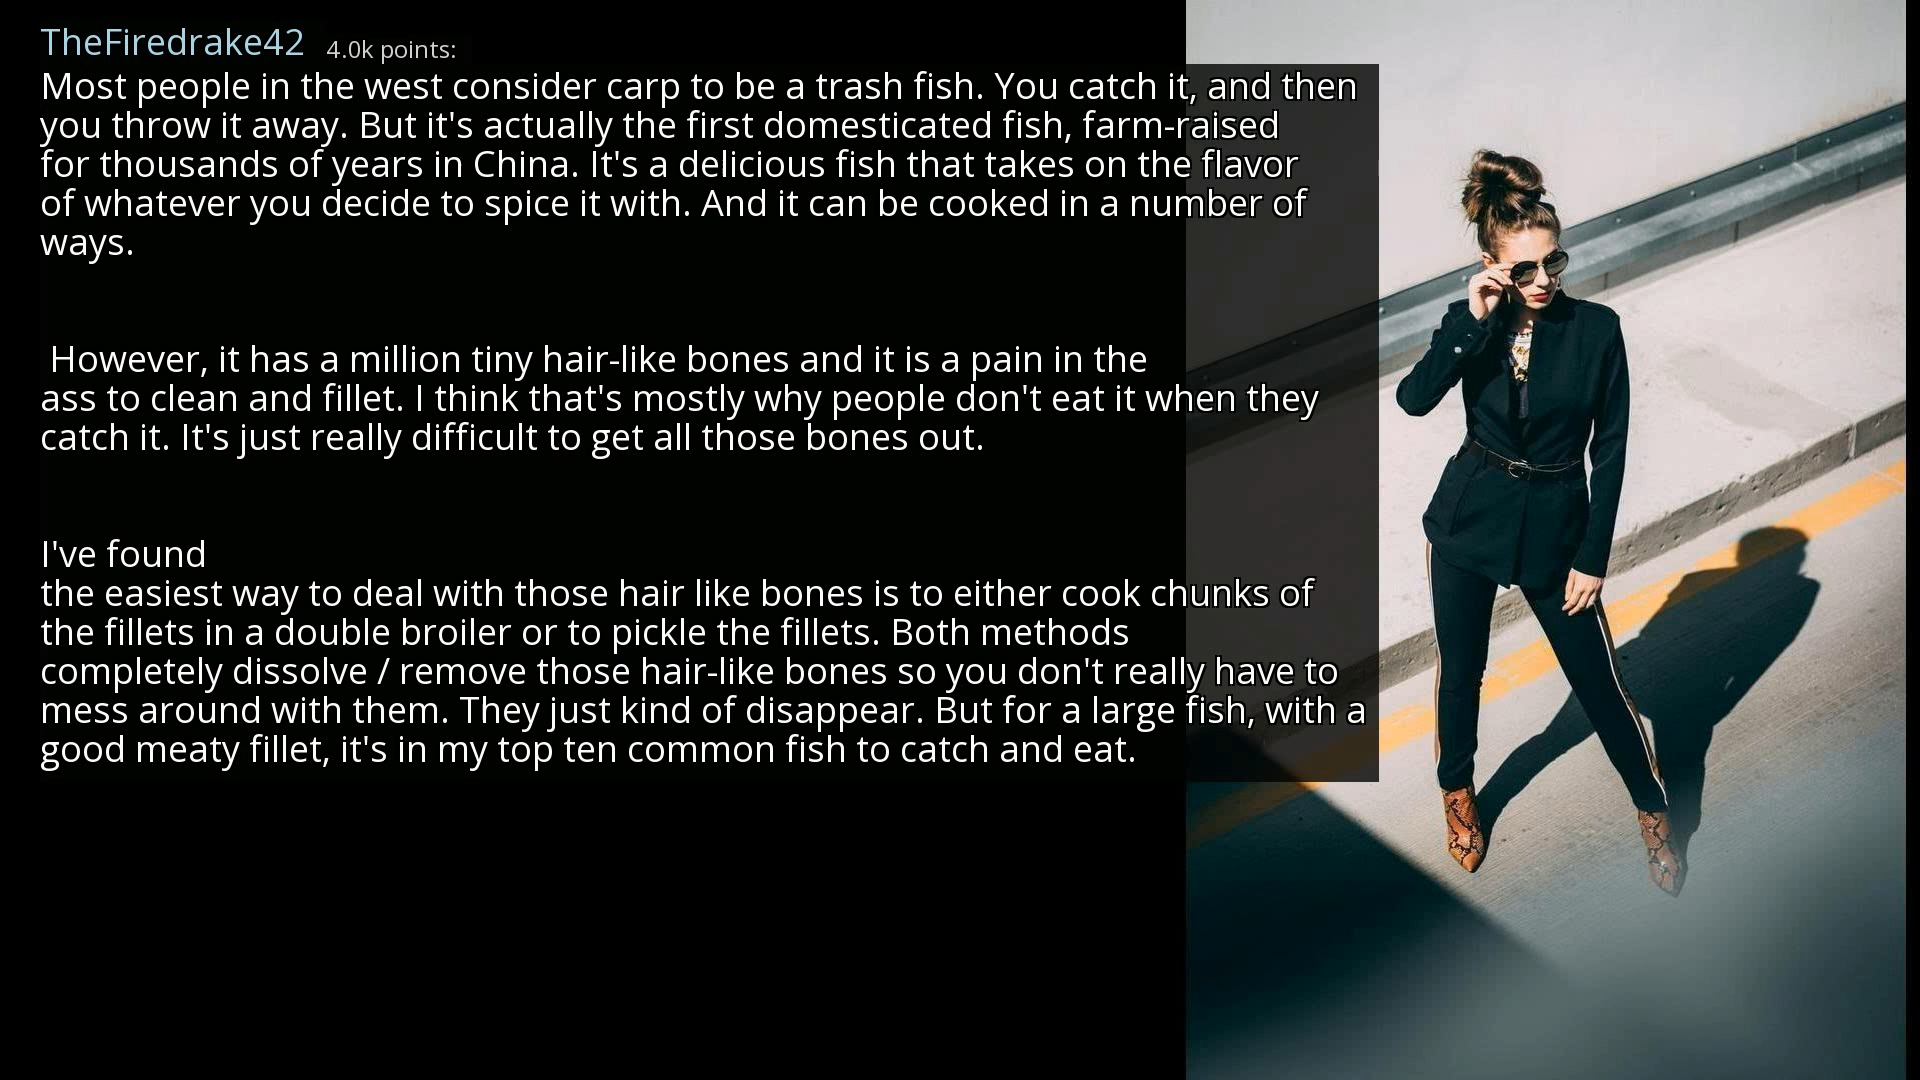 TheFiredrake42 4.0k points:
Most people in the west consider carp to be a trash fish. You catch it, and then
you throw it away. But it's actually the first domesticated fish, farm-raised
for thousands of years in China. It's a delicious fish that takes on the flavor
of whatever you decide to spice it with. And it can be cooked in a number of
ways.
However, it has a million tiny hair-like bones and it is a pain in the
ass to clean and fillet. I think that's mostly why people don't eat it when they
catch it. It's just really difficult to get all those bones out.
I've found
the easiest way to deal with those hair like bones is to either cook chunks of
the fillets in a double broiler or to pickle the fillets. Both methods
completely dissolve / remove those hair-like bones so you don't really have to
mess around with them. They just kind of disappear. But for a large fish, with a
good meaty fillet, it's in my top ten common fish to catch and eat.